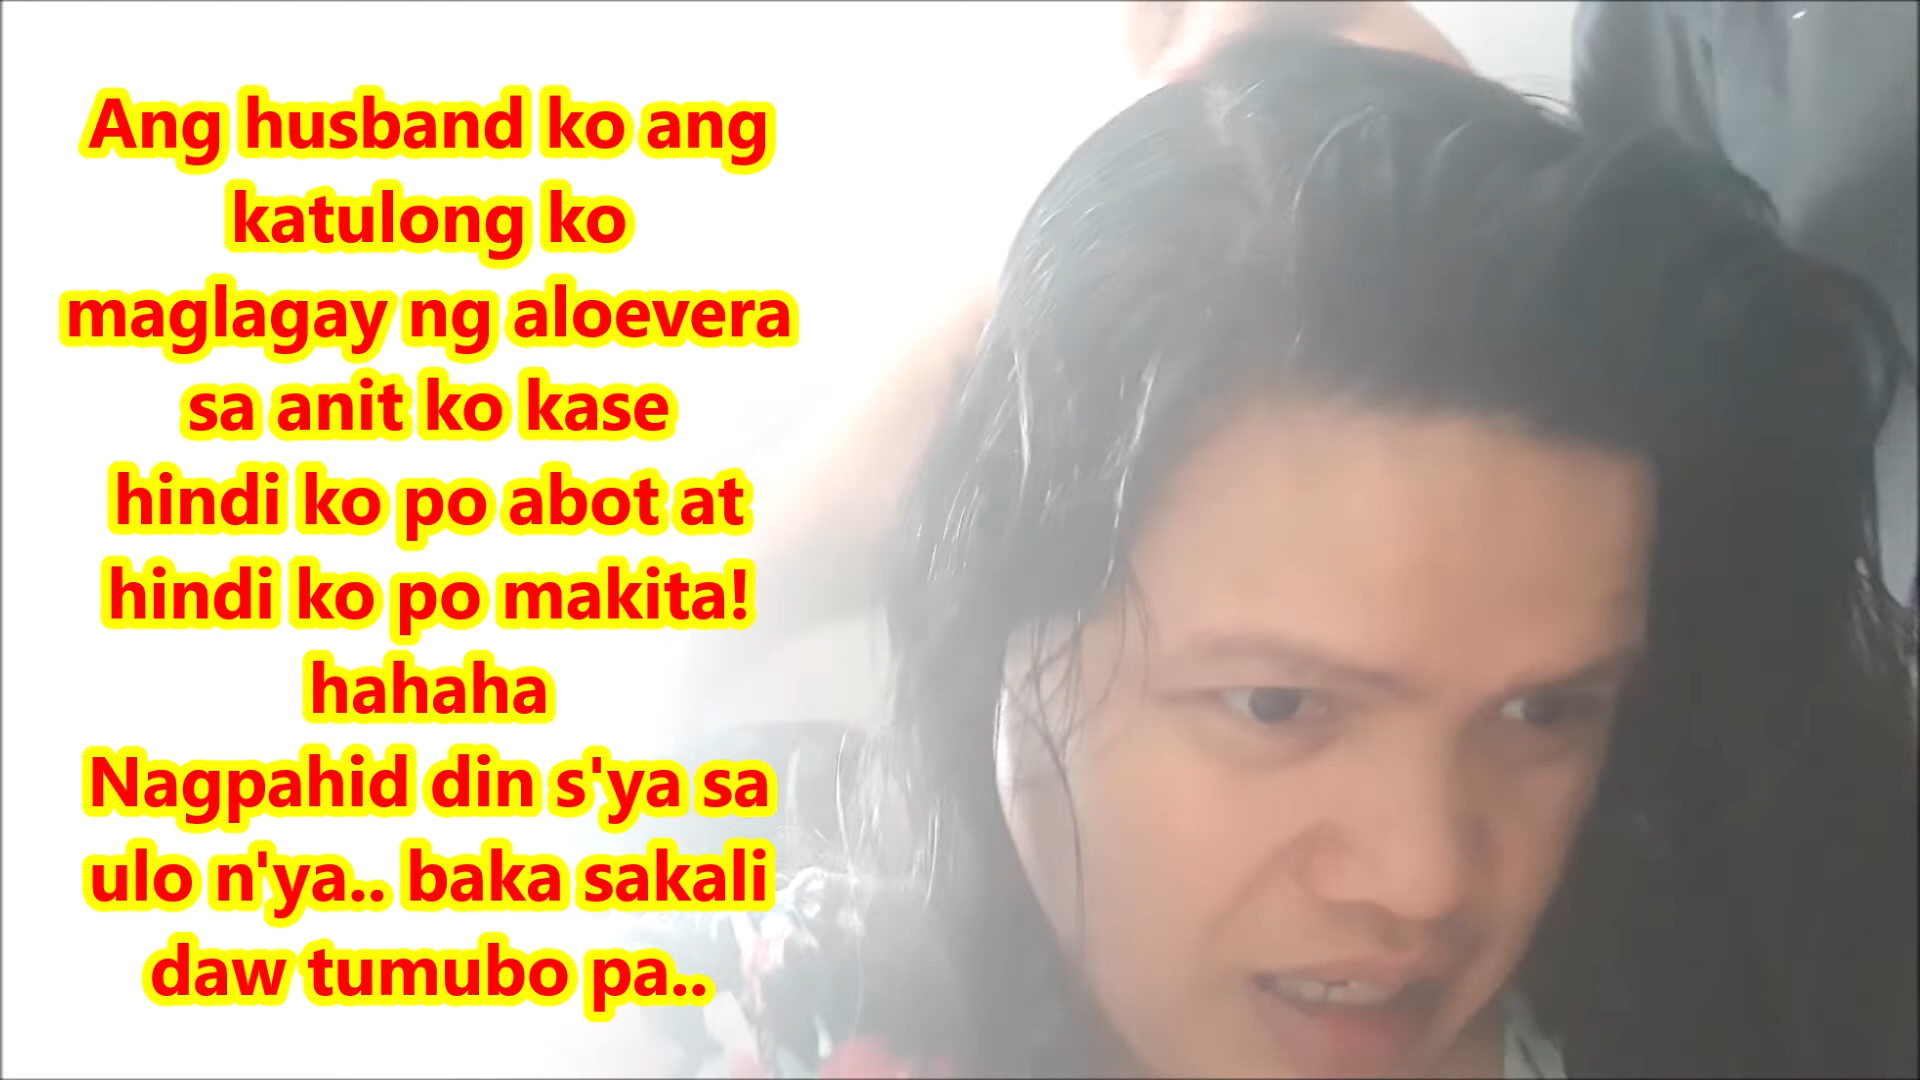 Ang husband ko ang
katulong ko
maglagay ng aloevera
sa anit ko kase
hindi ko po abot at
hindi ko po makita!
hahaha
Nagpahid din s'ya sa
ulo n'ya.. baka sakali
daw tumubo pa..